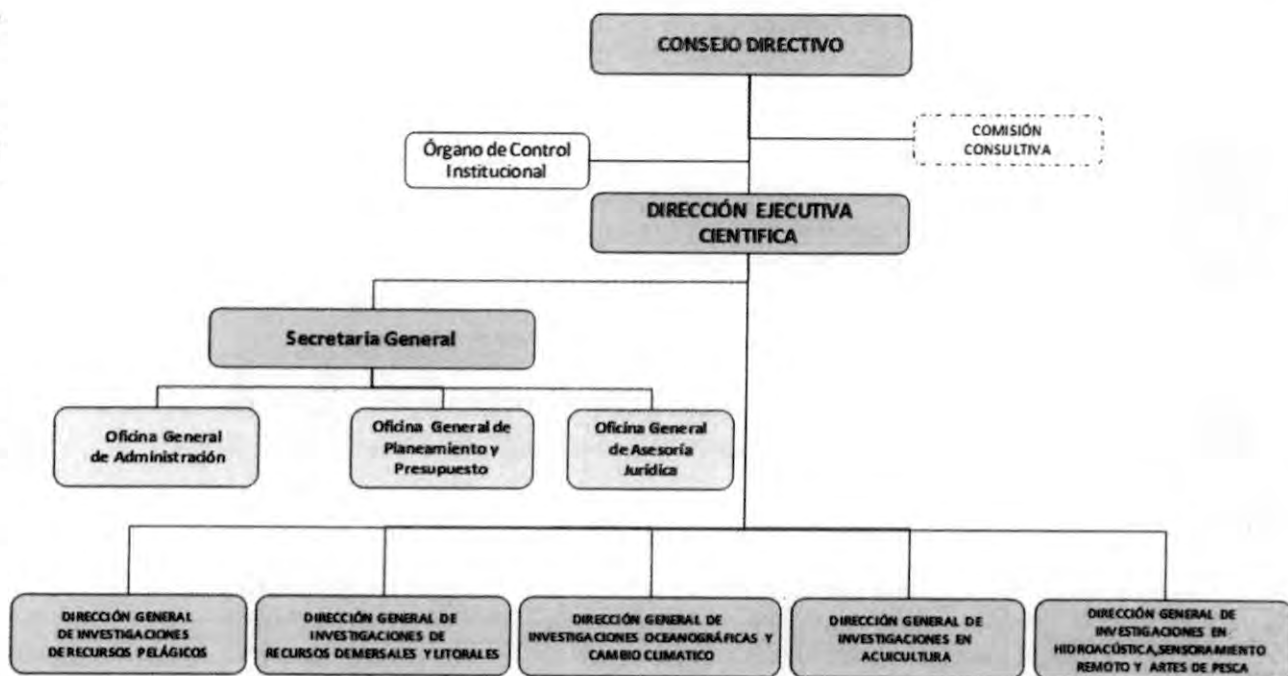 CONSEJO DIRECTIVO
COMISIÓN
CONSULTIVA
Órgano de Control
Institucional
DIRECCIÓN EJECUTIVA
CIENTIFICA
Secretaria General
Oficina General
de Administración
Oficina General de
Planeamiento y
Presupuesto
Oficina General
de Asesoría
Jurídica
DIRECCIÓN GENERAL
DE INVESTIGACIONES
DE RECURSOS PELÁGICOS
DIRECCIÓN GENERAL DE
INVESTIGACIONES DE
RECURSOS DEMERSALES Y LITORALES
DIRECCIÓN GENERAL DE
INVESTIGACIONES OCEANOGRÁFICAS Y
CAMBIO CLIMATICO
DIRECCIÓN GENERAL DE
INVESTIGACIONES EN
ACUICULTURA
DIRECCIÓN GENERAL DE
INVESTIGACIONES EN
HIDROACÚSTICA,SENSORAMIENTO
REMOTO Y ARTES DE PESCA